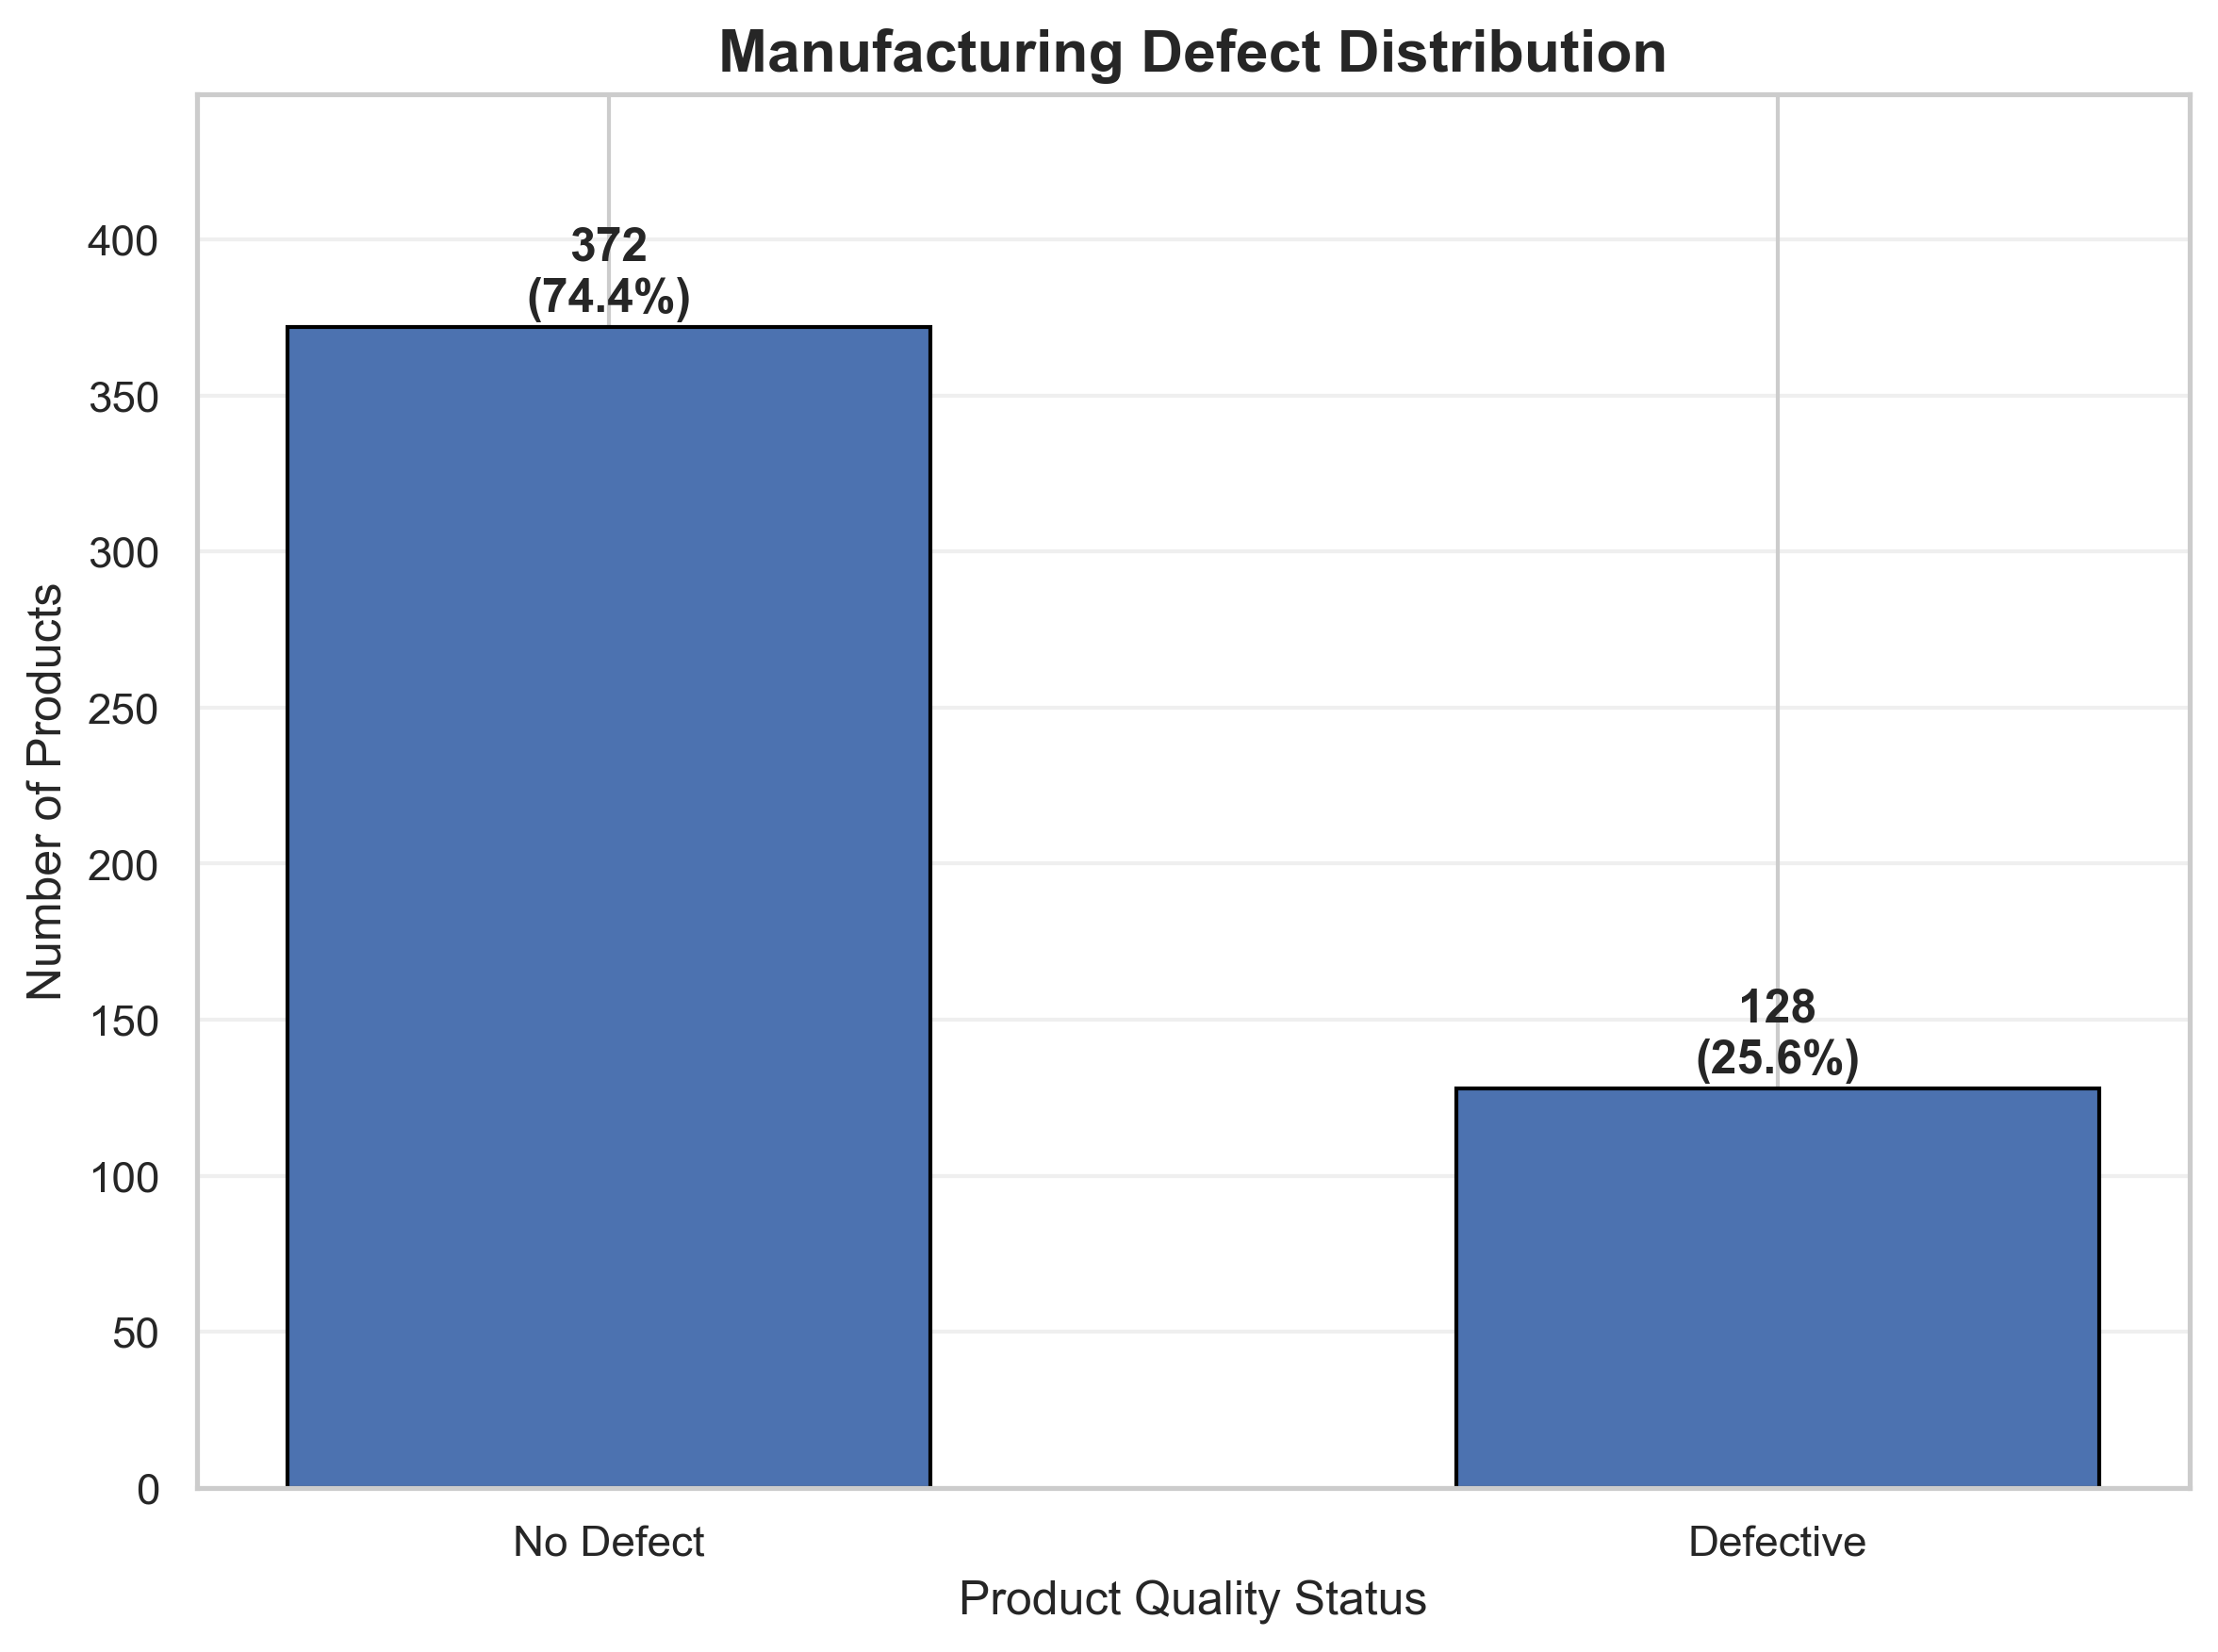 Manufacturing Defect Distribution
Number of Products
400
350
300
250
200
150
100
50
0
372
(74.4%)
128
(25.6%)
No Defect
Defective
Product Quality Status